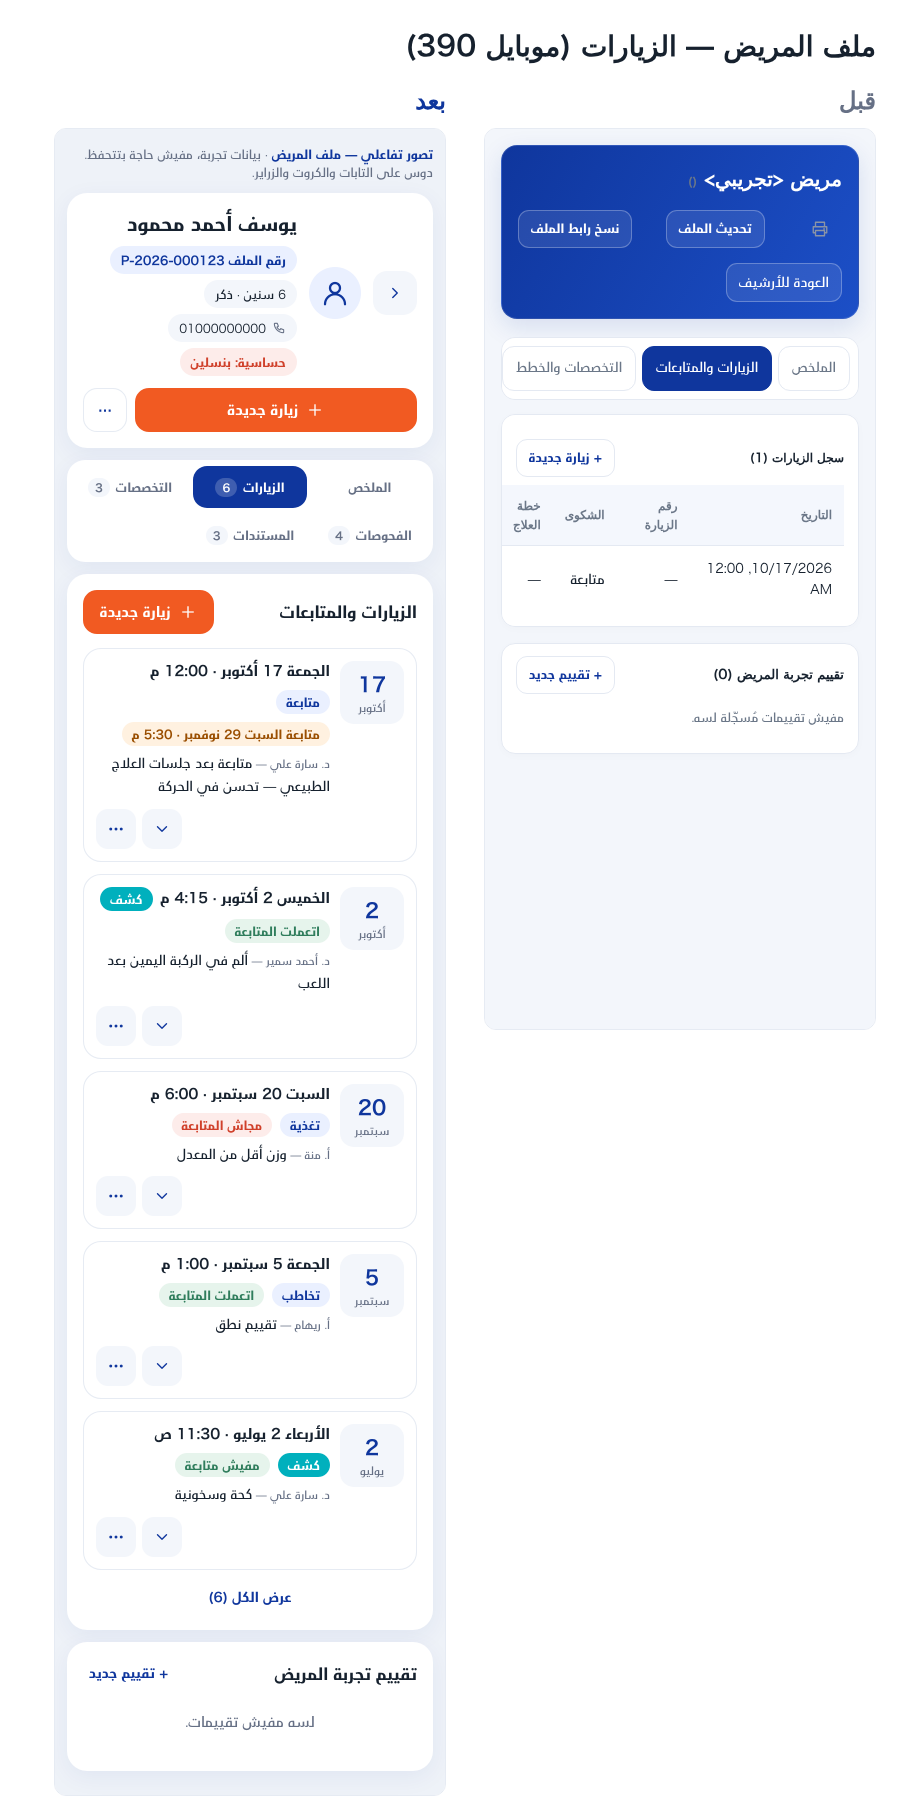 ملف المريض — الزيارات (موبايل 390)
قبل
مريض <تجريبي> ()
تحديث الملف
نسخ رابط الملف
العودة للأرشيف
الملخص
الزيارات والمتابعات
التخصصات والخطط
سجل الزيارات (1)
+ زيارة جديدة
التاريخ
رقم الزيارة
الشكوى
خطة العلاج
10/17/2026, 12:00 AM
—
متابعة
—
تقييم تجربة المريض (0)
+ تقييم جديد
مفيش تقييمات مُسجّلة لسه.
بعد
تصور تفاعلي — ملف المريض · بيانات تجربة، مفيش حاجة بتتحفظ.
دوس على التابات والكروت والزراير.
يوسف أحمد محمود
رقم الملف P-2026-000123
6 سنين · ذكر
01000000000
حساسية: بنسلين
+ زيارة جديدة
...
الملخص
الزيارات 6
التخصصات 3
الفحوصات 4
المستندات 3
الزيارات والمتابعات
+ زيارة جديدة
17 أكتوبر
الجمعة 17 أكتوبر · 12:00 م
متابعة
متابعة السبت 29 نوفمبر · 5:30 م
د. سارة علي — متابعة بعد جلسات العلاج
الطبيعي — تحسن في الحركة
...
2 أكتوبر
الخميس 2 أكتوبر · 4:15 م
كشف
اتعملت المتابعة
د. أحمد سمير — ألم في الركبة اليمين بعد
اللعب
...
20 سبتمبر
السبت 20 سبتمبر · 6:00 م
تغذية
مجاش المتابعة
أ. منة — وزن أقل من المعدل
...
5 سبتمبر
الجمعة 5 سبتمبر · 1:00 م
تخاطب
اتعملت المتابعة
أ. ريهام — تقييم نطق
...
2 يوليو
الأربعاء 2 يوليو · 11:30 ص
كشف
مفيش متابعة
د. سارة علي — كحة وسخونية
...
عرض الكل (6)
تقييم تجربة المريض
+ تقييم جديد
لسه مفيش تقييمات.